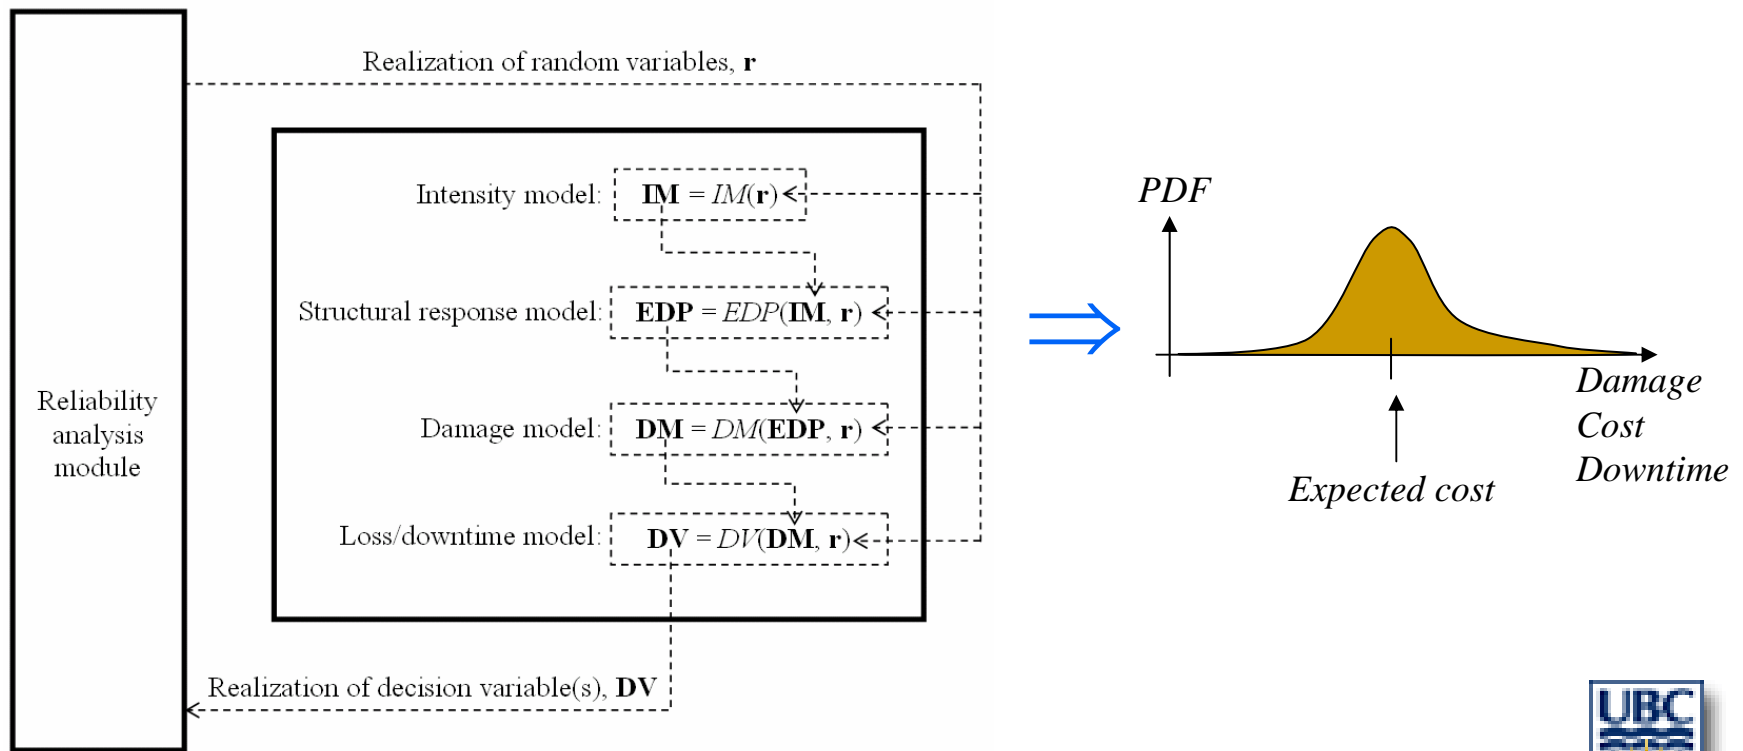 Realization of random variables, r
Intensity model: IM = IM(r)
Structural response model: EDP = EDP(IM, r)
Damage model: DM = DM(EDP, r)
Loss/downtime model: DV = DV(DM, r)
Reliability
analysis
module
Realization of decision variable(s), DV
PDF
Damage
Cost
Downtime
Expected cost
UBC